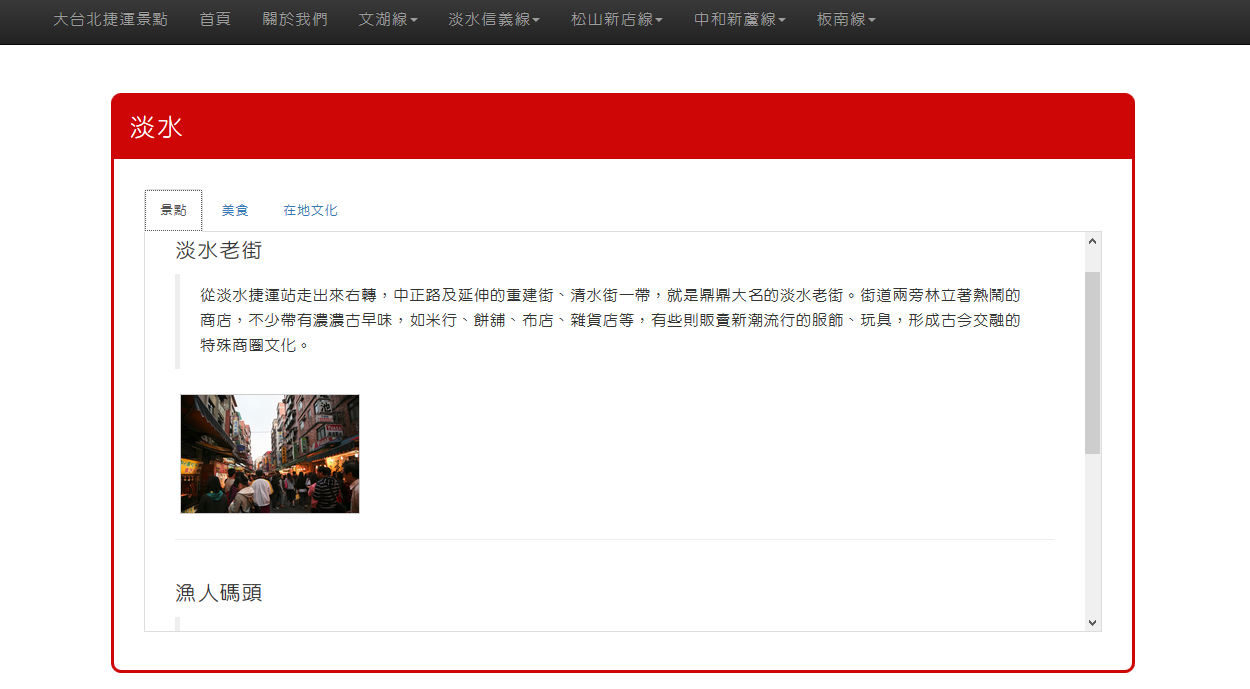 大台北捷運景點 首頁 關於我們 文湖線 淡水信義線 松山新店線 中和新蘆線 板南線
淡水
景點 美食 在地文化
淡水老街
從淡水捷運站走出來右轉，中正路及延伸的重建街、清水街一帶，就是鼎鼎大名的淡水老街。街道兩旁林立著熱鬧的
商店，不少帶有濃濃古早味，如米行、餅舖、布店、雜貨店等，有些則販賣新潮流行的服飾、玩具，形成古今交融的
特殊商圈文化。
漁人碼頭